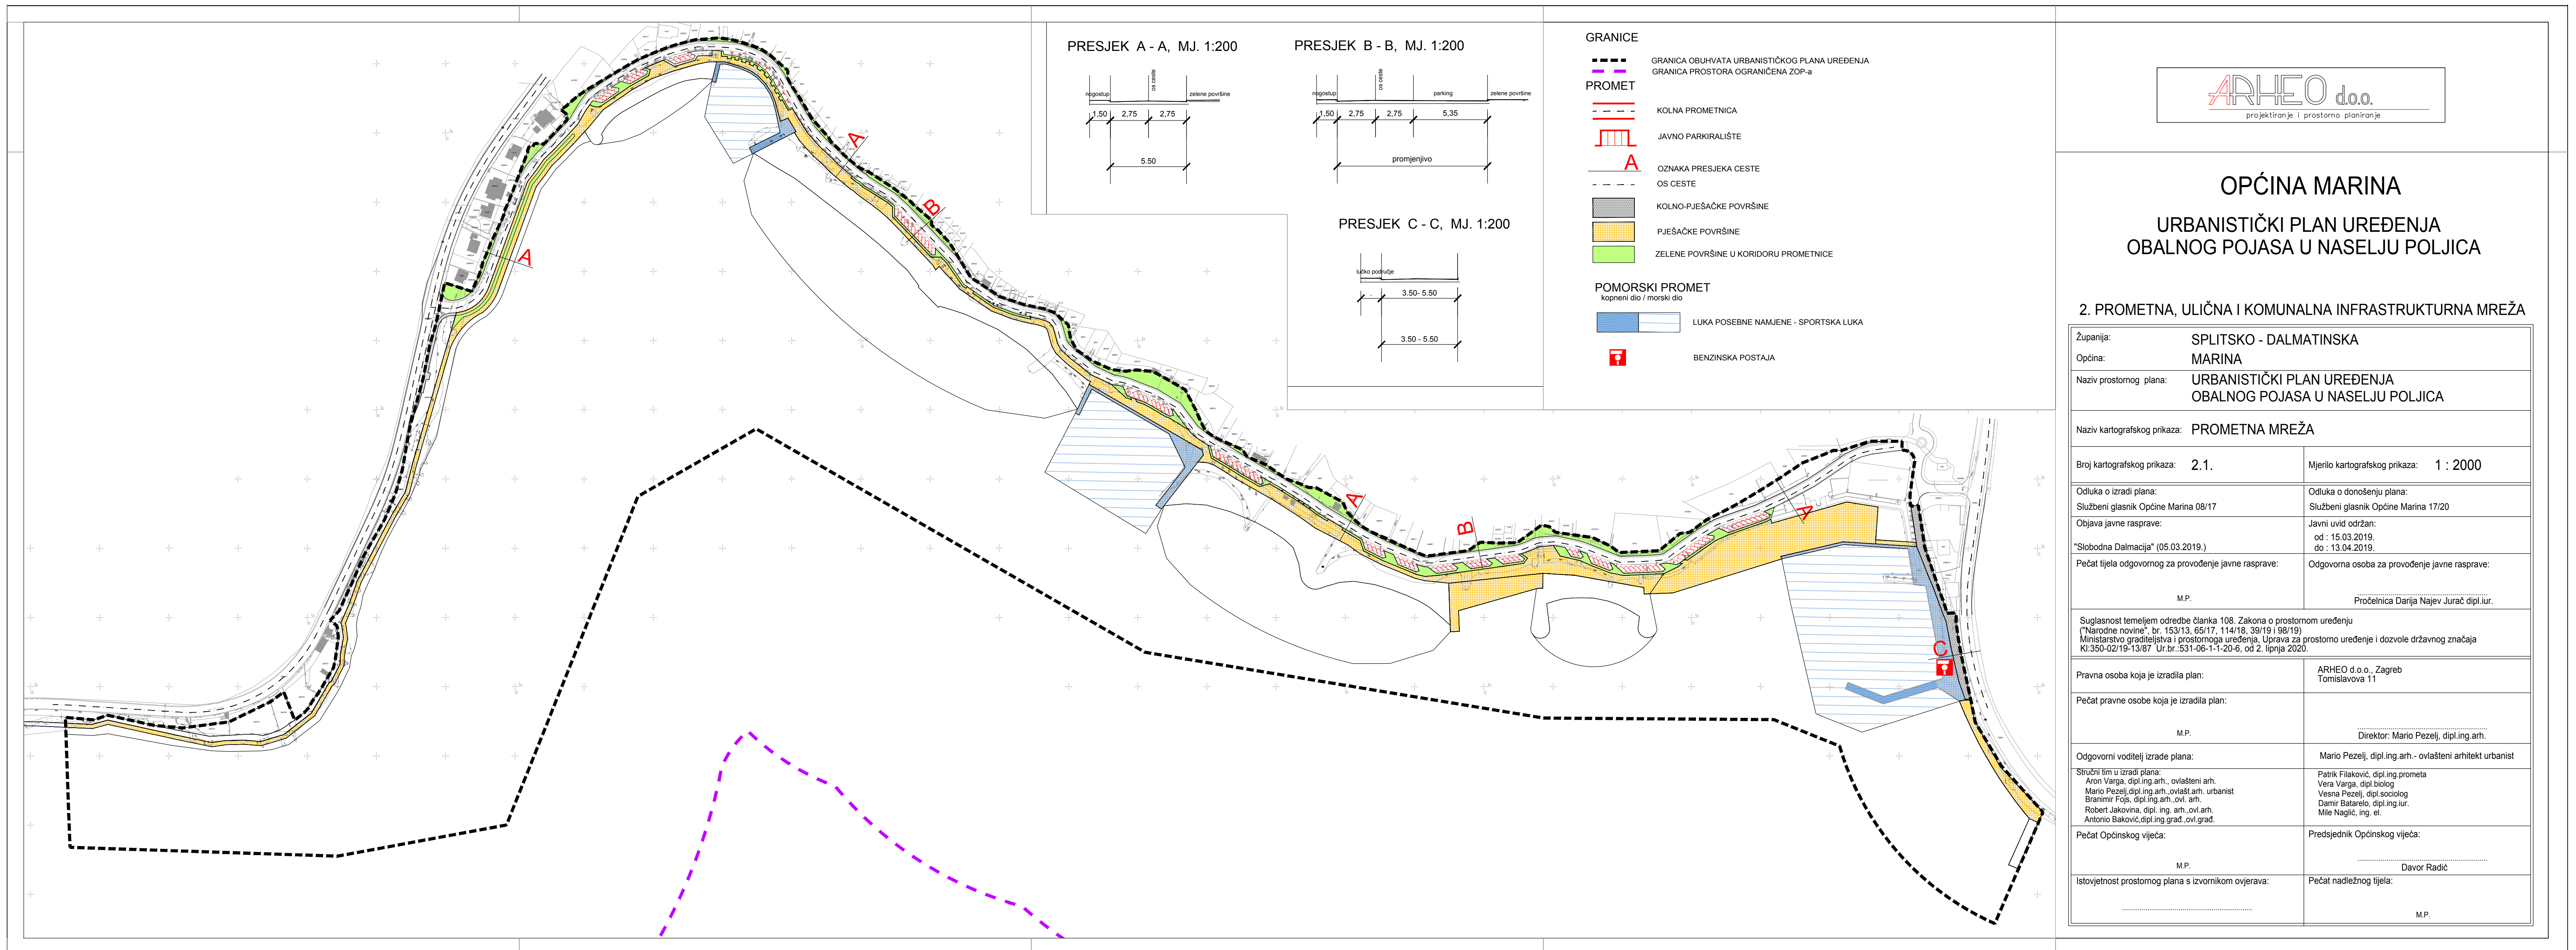 PRESJEK A - A, MJ. 1:200
nogostup
os ceste
zelene površine
1,50
2,75
2,75
5.50
PRESJEK B - B, MJ. 1:200
nogostup
os ceste
parking
zelene površine
1,50
2,75
2,75
5,35
promjenjivo
PRESJEK C - C, MJ. 1:200
lučko područje
3.50- 5.50
3.50 - 5.50
GRANICE
GRANICA OBUHVATA URBANISTIČKOG PLANA UREĐENJA
GRANICA PROSTORA OGRANIČENA ZOP-a
PROMET
KOLNA PROMETNICA
JAVNO PARKIRALIŠTE
A
OZNAKA PRESJEKA CESTE
OS CESTE
KOLNO-PJEŠAČKE POVRŠINE
PJEŠAČKE POVRŠINE
ZELENE POVRŠINE U KORIDORU PROMETNICE
POMORSKI PROMET
kopneni dio / morski dio
LUKA POSEBNE NAMJENE - SPORTSKA LUKA
BENZINSKA POSTAJA
A
A
B
A
B
A
C
ARHEO d.o.o.
projektiranje i prostorno planiranje
OPĆINA MARINA
URBANISTIČKI PLAN UREĐENJA
OBALNOG POJASA U NASELJU POLJICA
2. PROMETNA, ULIČNA I KOMUNALNA INFRASTRUKTURNA MREŽA
Županija: SPLITSKO - DALMATINSKA
Općina: MARINA
Naziv prostornog plana: URBANISTIČKI PLAN UREĐENJA
OBALNOG POJASA U NASELJU POLJICA
Naziv kartografskog prikaza: PROMETNA MREŽA
Broj kartografskog prikaza: 2.1.
Mjerilo kartografskog prikaza: 1 : 2000
Odluka o izradi plana:
Službeni glasnik Općine Marina 08/17
Odluka o donošenju plana:
Službeni glasnik Općine Marina 17/20
Objava javne rasprave:
"Slobodna Dalmacija" (05.03.2019.)
Javni uvid održan:
od : 15.03.2019.
do : 13.04.2019.
Pečat tijela odgovornog za provođenje javne rasprave:
M.P.
Odgovorna osoba za provođenje javne rasprave:
Pročelnica Darija Najev Jurač dipl.iur.
Suglasnost temeljem odredbe članka 108. Zakona o prostornom uređenju
("Narodne novine", br. 153/13, 65/17, 114/18, 39/19 i 98/19)
Ministarstvo graditeljstva i prostornoga uređenja, Uprava za prostorno uređenje i dozvole državnog značaja
Kl:350-02/19-13/87 Ur.br.:531-06-1-1-20-6, od 2. lipnja 2020.
Pravna osoba koja je izradila plan:
ARHEO d.o.o., Zagreb
Tomislavova 11
Pečat pravne osobe koja je izradila plan:
M.P.
Direktor: Mario Pezelj, dipl.ing.arh.
Odgovorni voditelj izrade plana:
Mario Pezelj, dipl.ing.arh.- ovlašteni arhitekt urbanist
Stručni tim u izradi plana:
Aron Varga, dipl.ing.arh., ovlašteni arh.
Mario Pezelj,dipl.ing.arh.,ovlašt.arh. urbanist
Branimir Fojs, dipl.ing.arh.,ovl. arh.
Robert Jakovina, dipl. ing. arh.,ovl.arh.
Antonio Baković,dipl.ing.građ.,ovl.građ.
Patrik Filaković, dipl.ing.prometa
Vera Varga, dipl.biolog
Vesna Pezelj, dipl.sociolog
Damir Batarelo, dipl.ing.iur.
Mile Naglić, ing. el.
Pečat Općinskog vijeća:
M.P.
Predsjednik Općinskog vijeća:
Davor Radić
Istovjetnost prostornog plana s izvornikom ovjerava:
Pečat nadležnog tijela:
M.P.